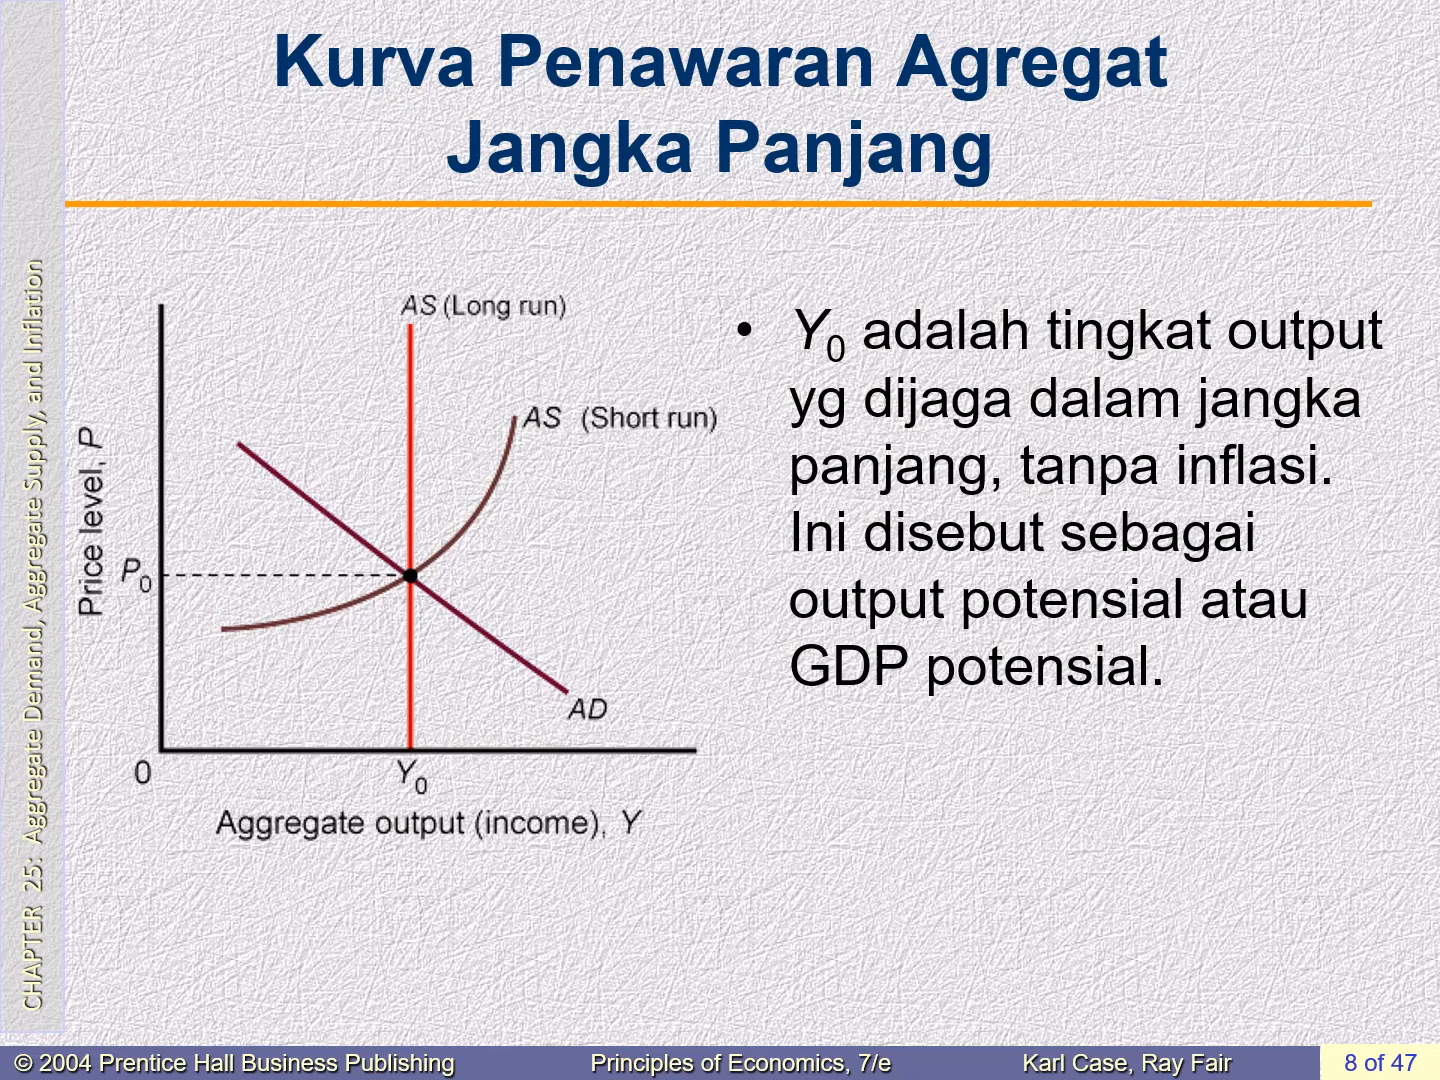 Kurva Penawaran Agregat
Jangka Panjang
CHAPTER 25: Aggregate Demand, Aggregate Supply, and Inflation
AS (Long run)
AS (Short run)
Price level, P
P0
AD
0
Y0
Aggregate output (income), Y
• Y0 adalah tingkat output
yg dijaga dalam jangka
panjang, tanpa inflasi.
Ini disebut sebagai
output potensial atau
GDP potensial.
© 2004 Prentice Hall Business Publishing
Principles of Economics, 7/e
Karl Case, Ray Fair
8 of 47